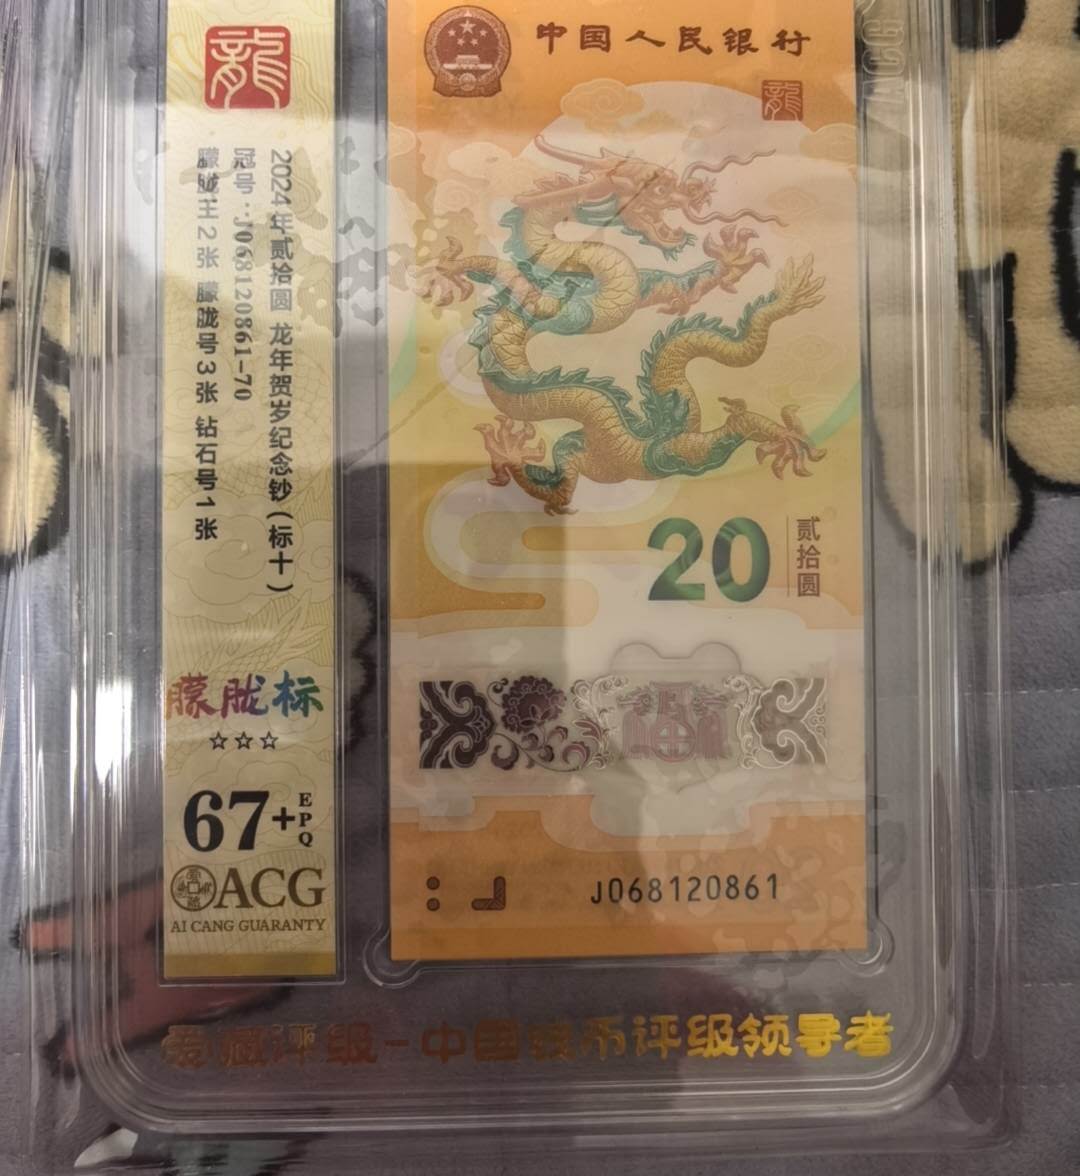 龍
2024年贰拾圆 龙年贺岁纪念钞(标十)
冠号:J068120861-70
朦胧王2张 朦胧号3张 钻石号1张
朦胧标
☆☆☆
67+EPQ
ACG
AI CANG GUARANTY
中国人民银行
龍
20
贰拾圆
J068120861
爱藏评级-中国钱币评级领导者